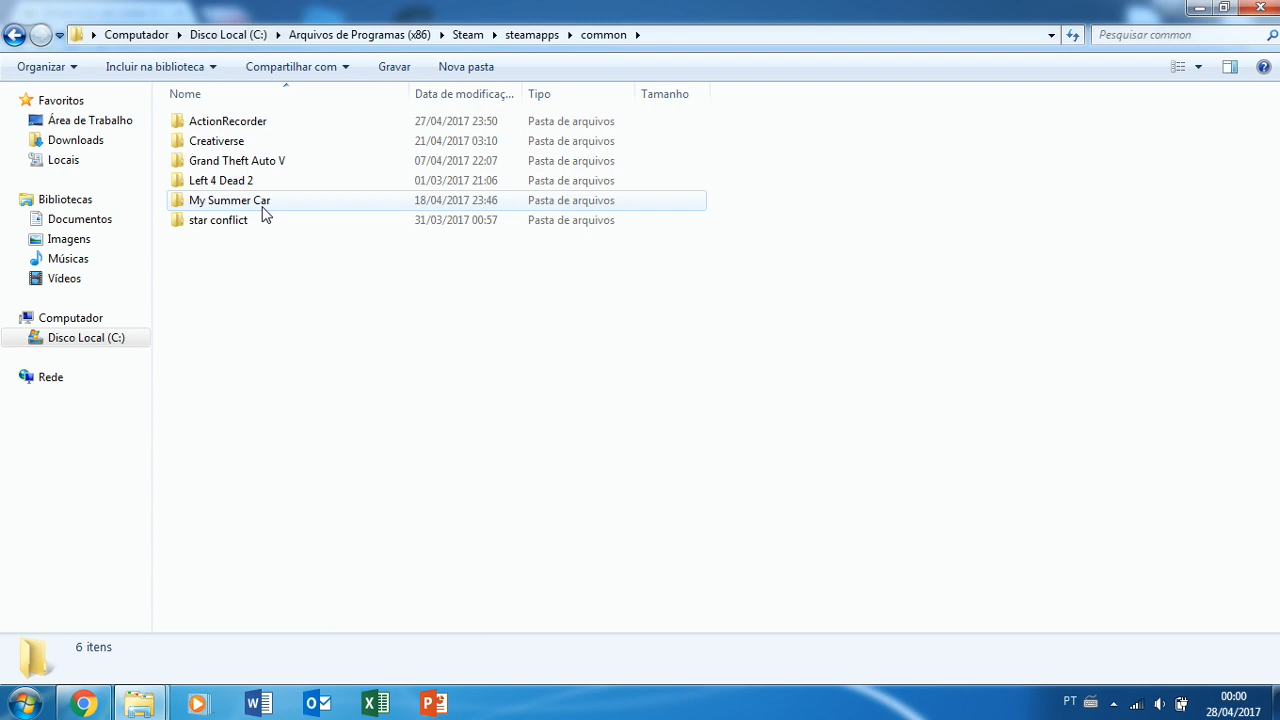 Computador Disco Local (C:) Arquivos de Programas (x86) Steam steamapps common Pesquisar common
Organizar Incluir na biblioteca Compartilhar com Gravar Nova pasta
Nome Data de modificaç... Tipo Tamanho
Favoritos
Área de Trabalho
Downloads
Locais
Bibliotecas
Documentos
Imagens
Músicas
Vídeos
Computador
Disco Local (C:)
Rede
ActionRecorder 27/04/2017 23:50 Pasta de arquivos
Creativerse 21/04/2017 03:10 Pasta de arquivos
Grand Theft Auto V 07/04/2017 22:07 Pasta de arquivos
Left 4 Dead 2 01/03/2017 21:06 Pasta de arquivos
My Summer Car 18/04/2017 23:46 Pasta de arquivos
star conflict 31/03/2017 00:57 Pasta de arquivos
6 itens
PT 00:00
28/04/2017